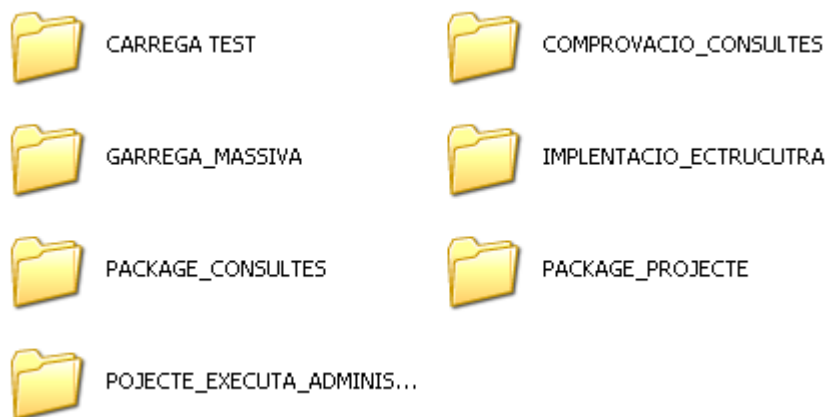 CARREGA TEST
COMPROVACIO_CONSULTES
GARREGA_MASSIVA
IMPLENTACIO_ECTRUCUTRA
PACKAGE_CONSULTES
PACKAGE_PROJECTE
POJECTE_EXECUTA_ADMINIS...